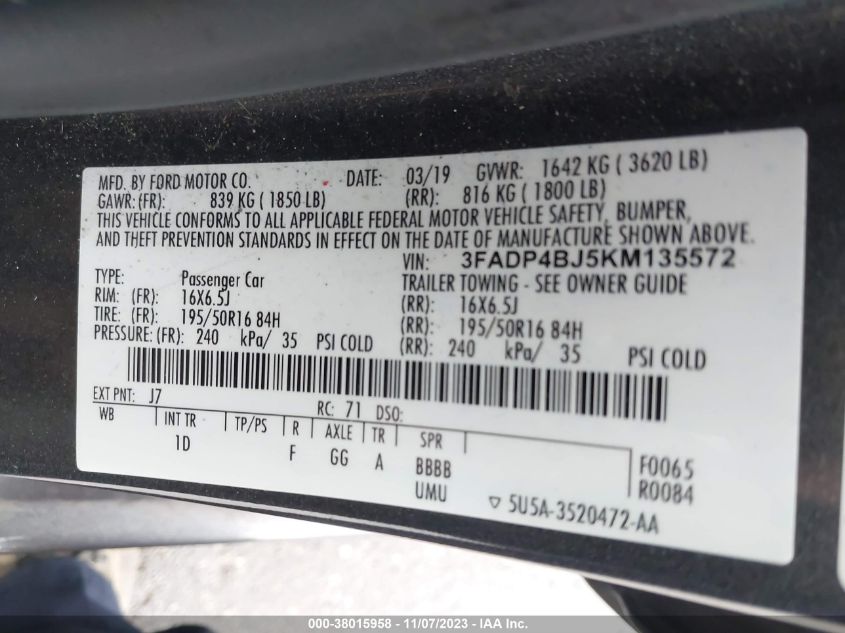 MFD. BY FORD MOTOR CO. DATE: 03/19 GVWR: 1642 KG ( 3620 LB)
GAWR: (FR): 839 KG ( 1850 LB) (RR): 816 KG ( 1800 LB)
THIS VEHICLE CONFORMS TO ALL APPLICABLE FEDERAL MOTOR VEHICLE SAFETY, BUMPER,
AND THEFT PREVENTION STANDARDS IN EFFECT ON THE DATE OF MANUFACTURE SHOWN ABOVE.
VIN: 3FADP4BJ5KM135572
TYPE: Passenger Car TRAILER TOWING - SEE OWNER GUIDE
RIM: (FR): 16X6.5J (RR): 16X6.5J
TIRE: (FR): 195/50R16 84H (RR): 195/50R16 84H
PRESSURE: (FR): 240 kPa/ 35 PSI COLD (RR): 240 kPa/ 35 PSI COLD
EXT PNT: J7 RC: 71 DSO:
WB INT TR TP/PS R AXLE TR SPR
1D F GG A BBBB F0065
UMU R0084
▽ 5U5A-3520472-AA
000-38015958 - 11/07/2023 - IAAI.com